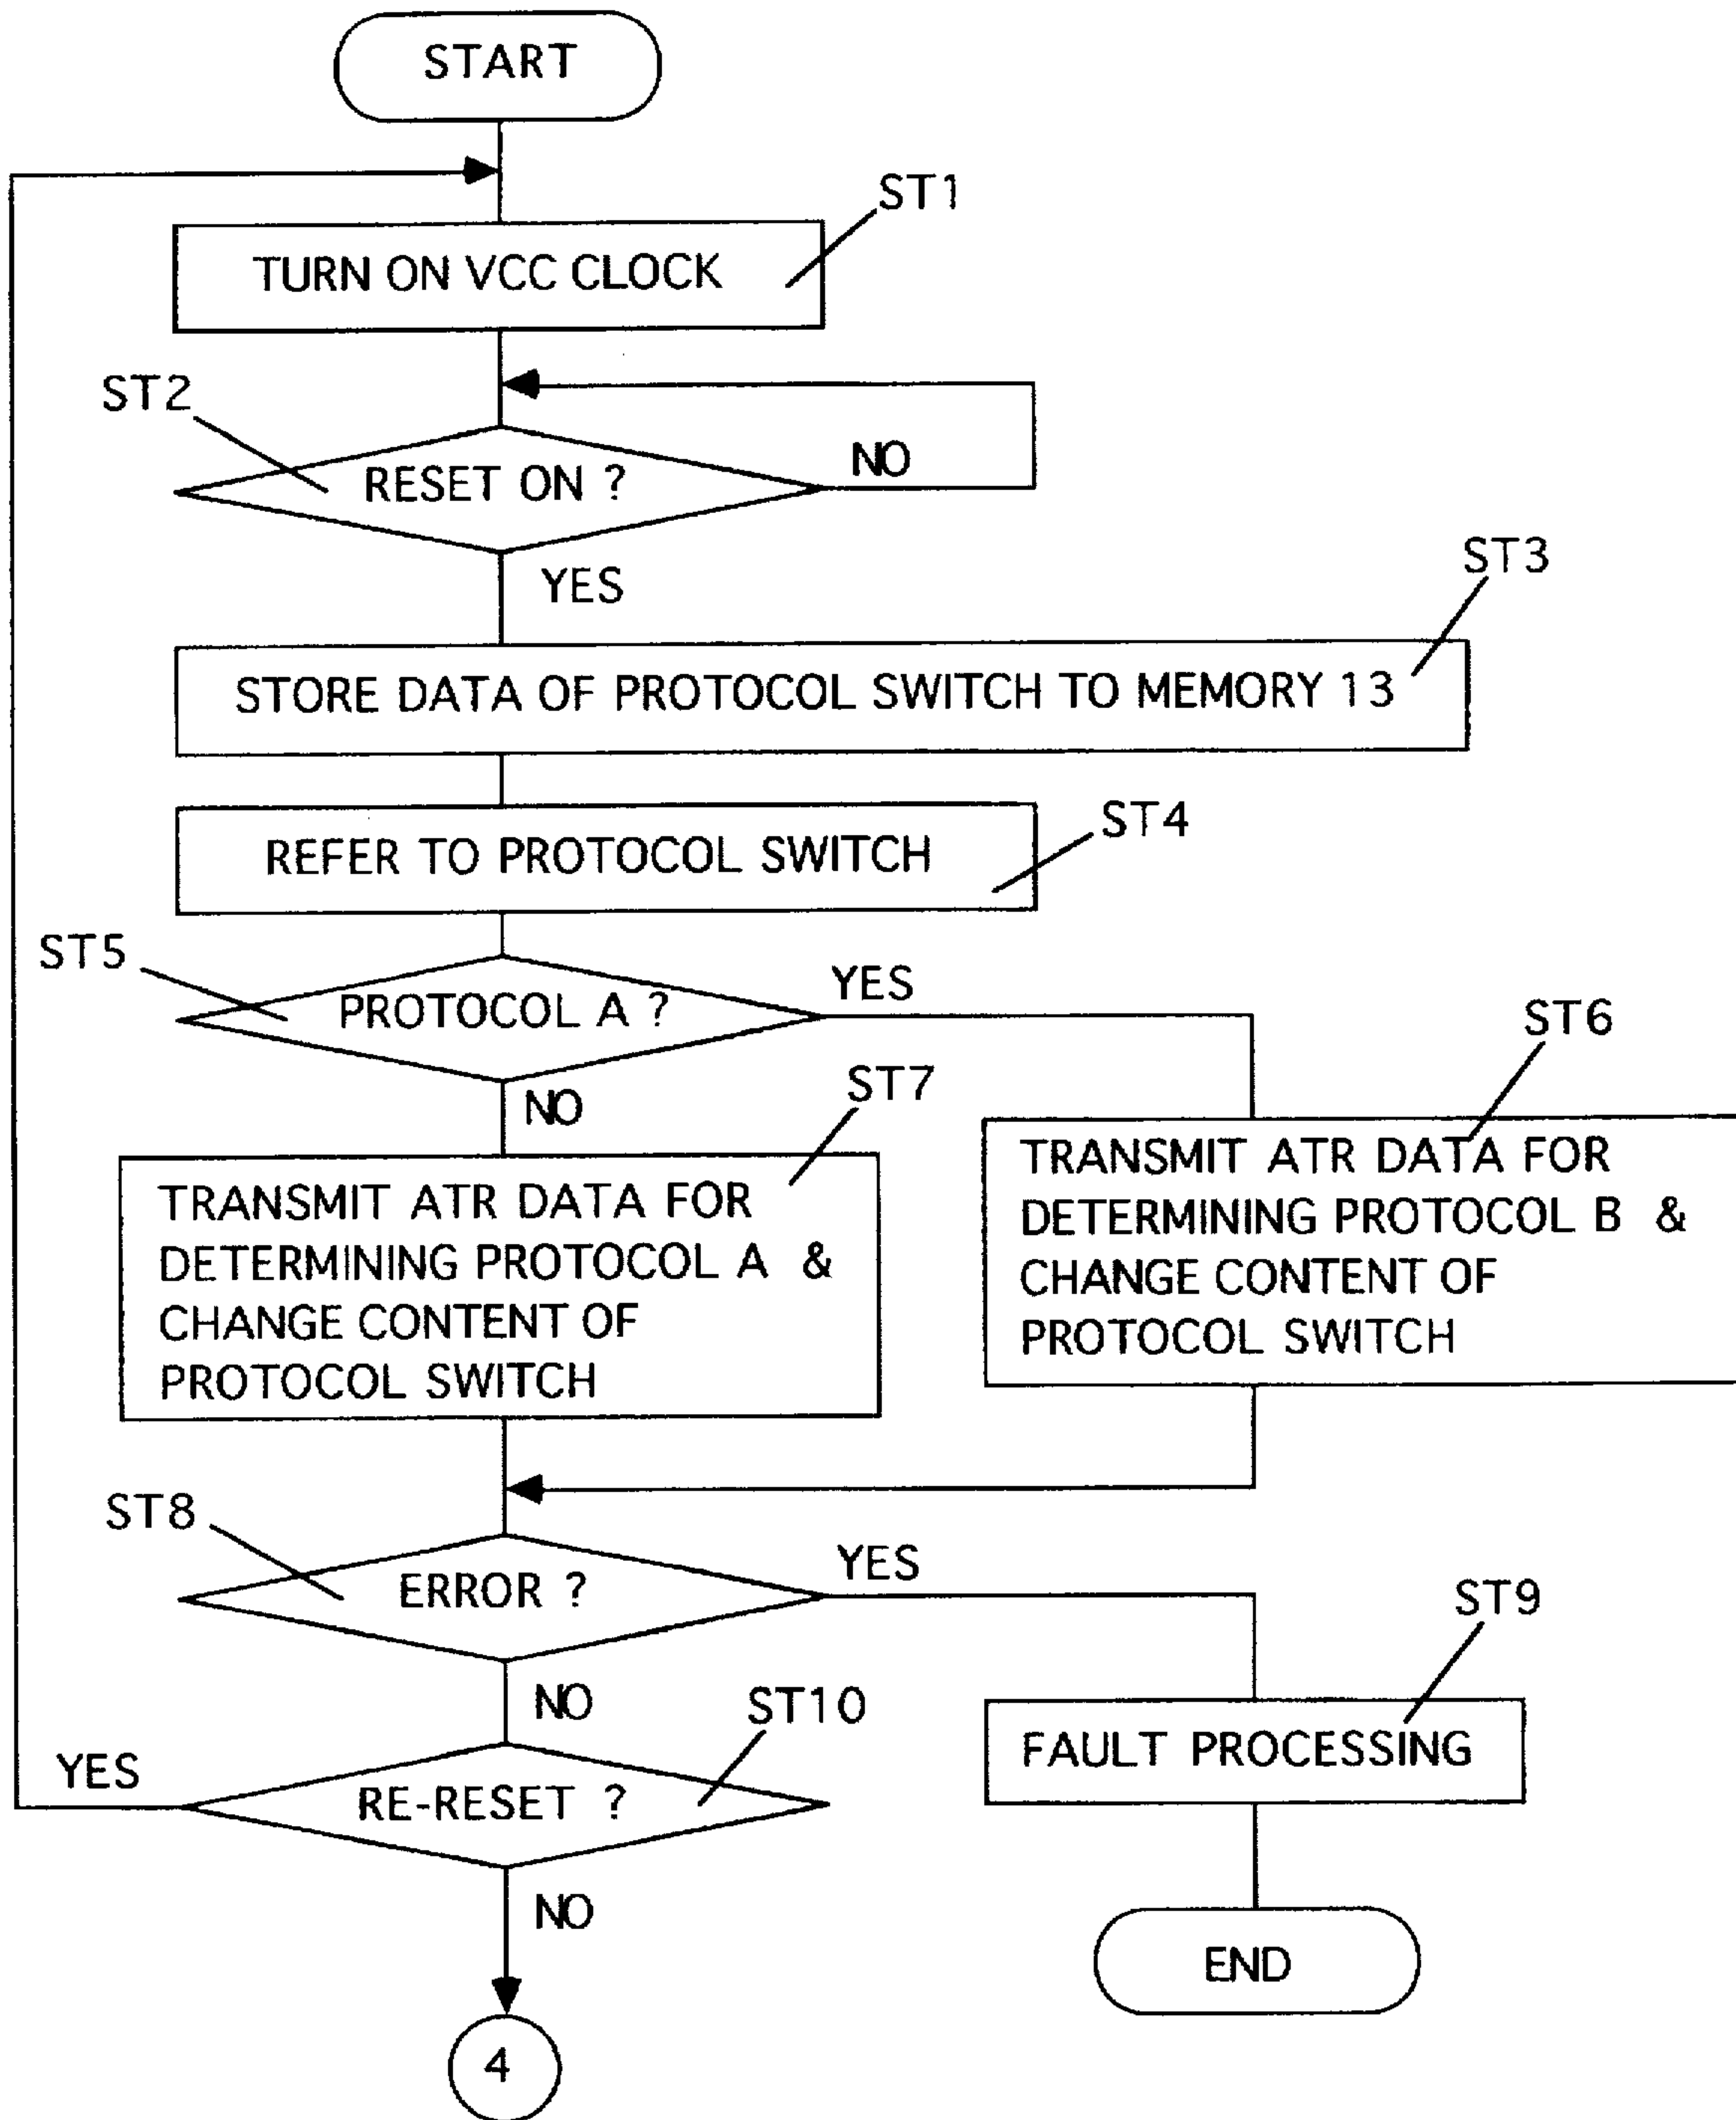 START
ST1
TURN ON VCC CLOCK
ST2
RESET ON ?
NO
YES
ST3
STORE DATA OF PROTOCOL SWITCH TO MEMORY 13
ST4
REFER TO PROTOCOL SWITCH
ST5
PROTOCOL A ?
YES
NO
ST6
TRANSMIT ATR DATA FOR
DETERMINING PROTOCOL B &
CHANGE CONTENT OF
PROTOCOL SWITCH
ST7
TRANSMIT ATR DATA FOR
DETERMINING PROTOCOL A &
CHANGE CONTENT OF
PROTOCOL SWITCH
ST8
ERROR ?
YES
NO
ST9
FAULT PROCESSING
ST10
RE-RESET ?
YES
NO
END
4